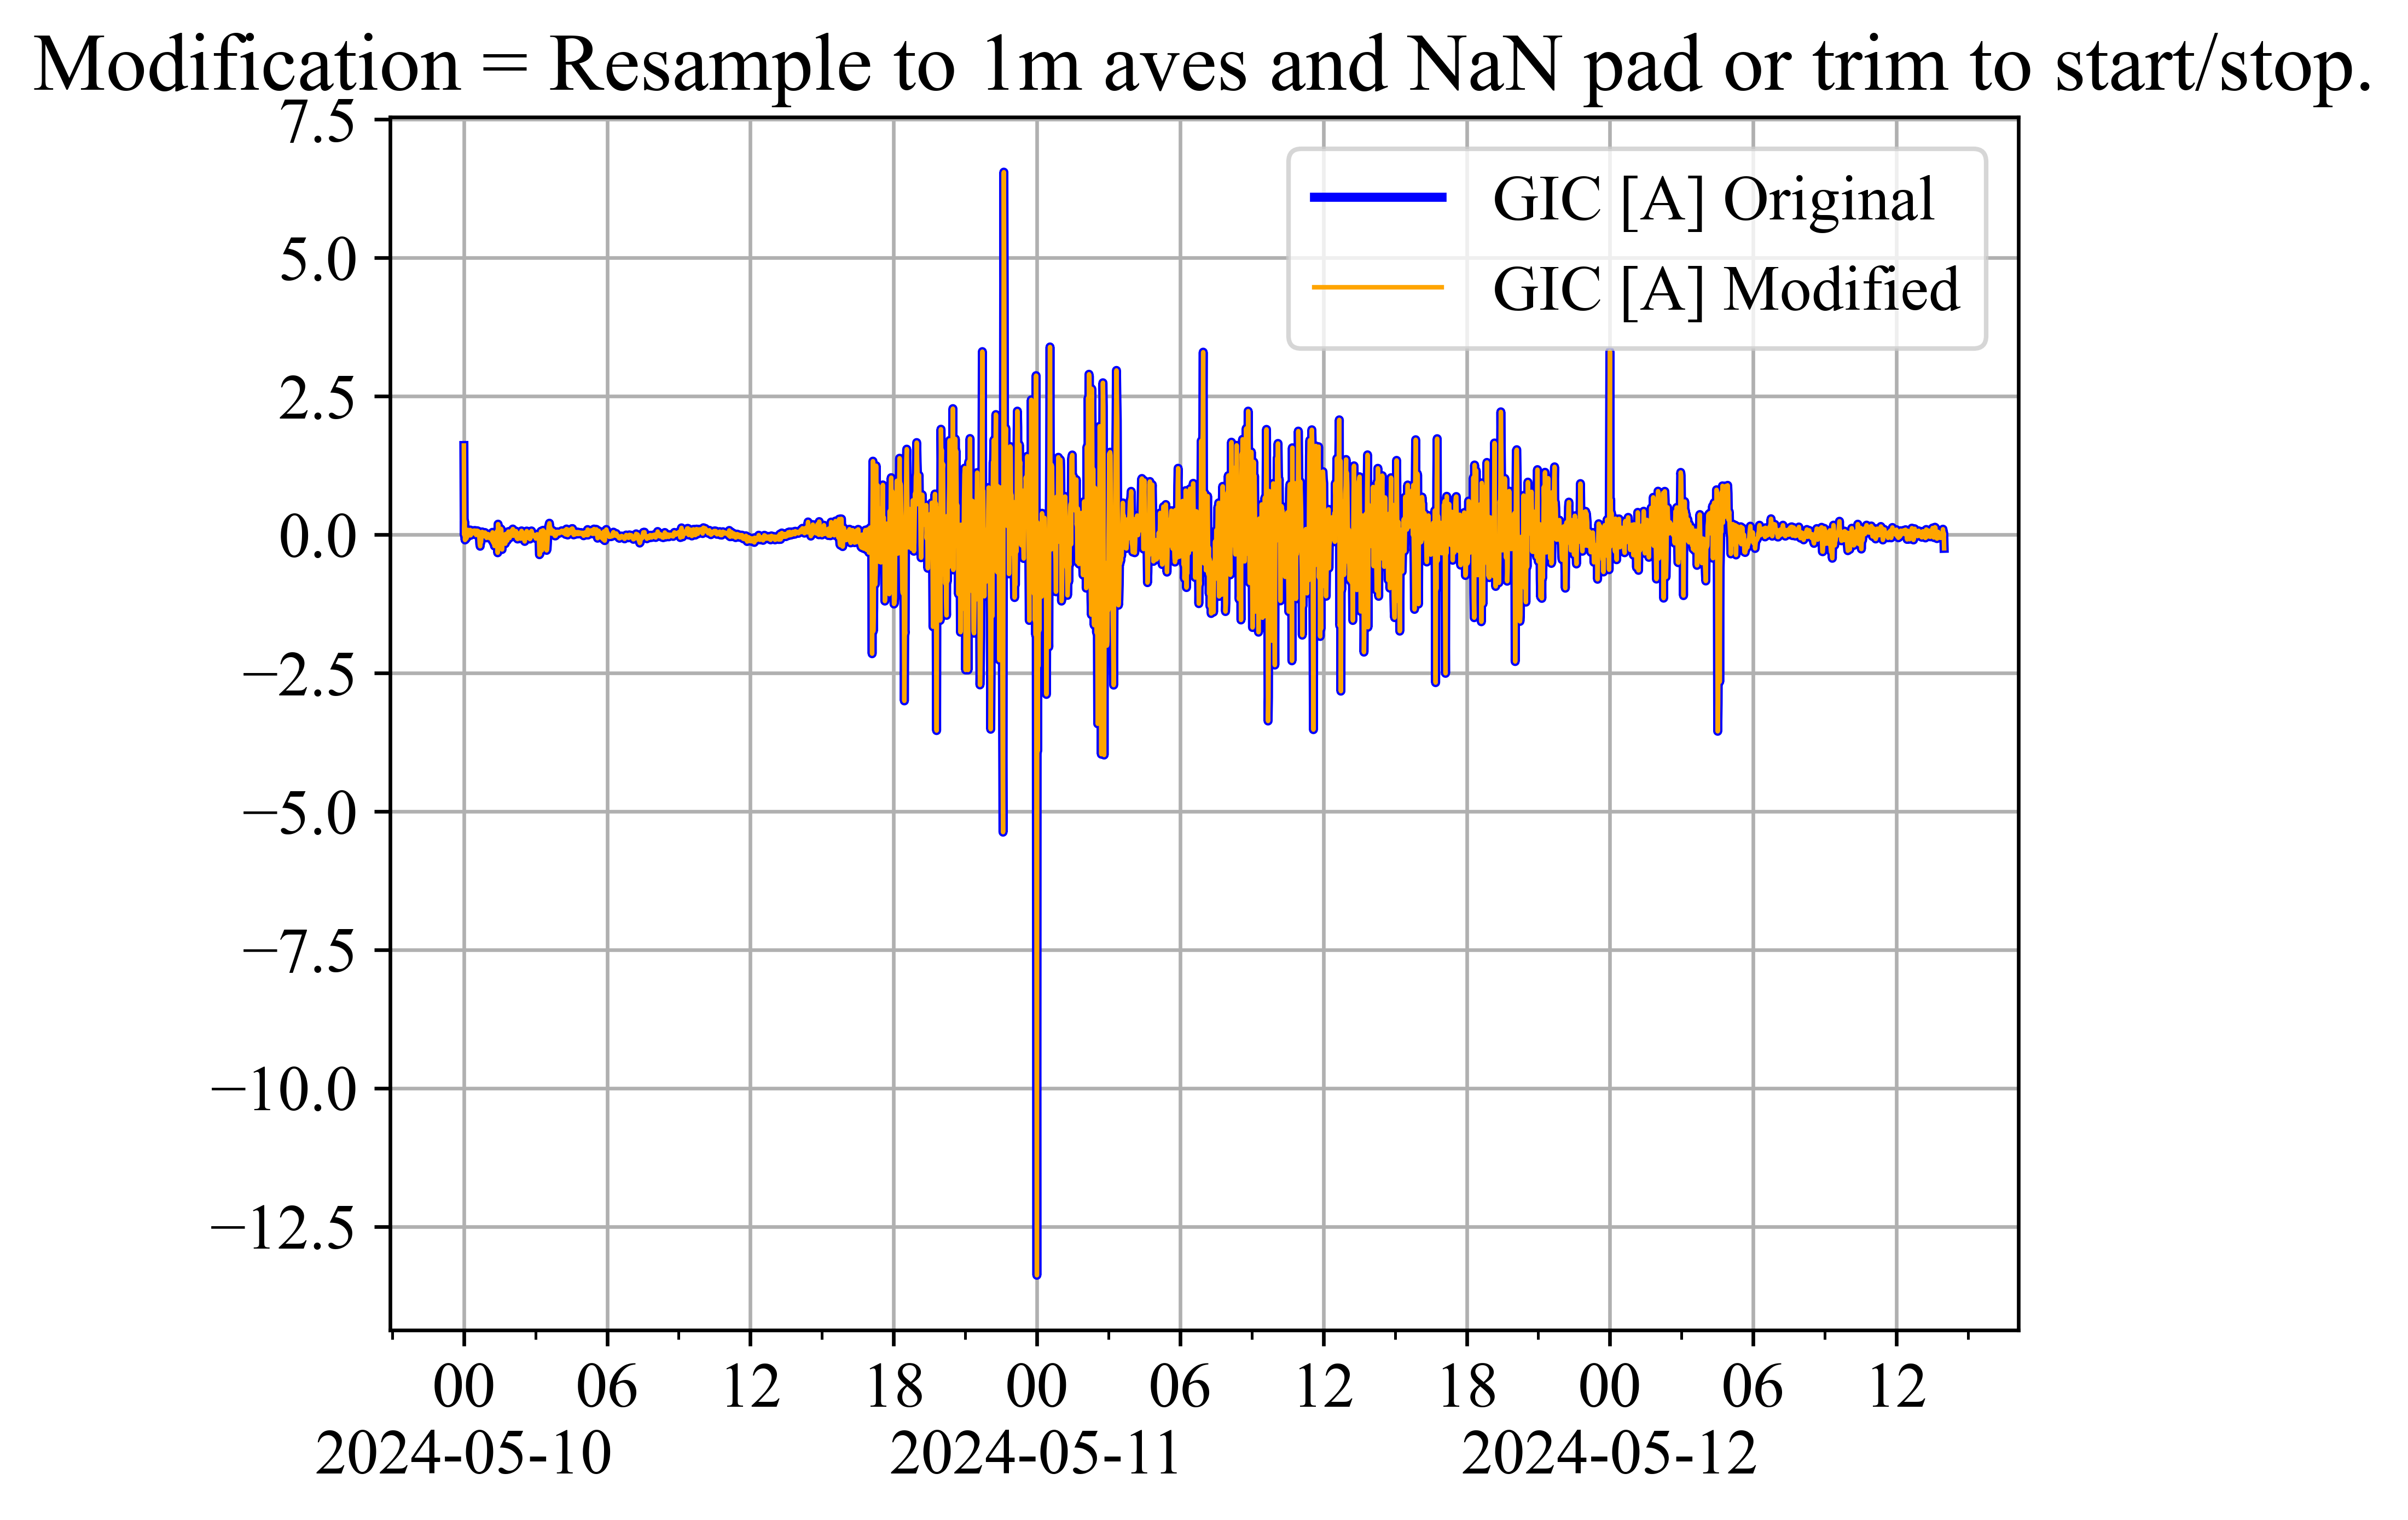 Modification = Resample to 1m aves and NaN pad or trim to start/stop.
7.5
5.0
2.5
0.0
−2.5
−5.0
−7.5
−10.0
−12.5
GIC [A] Original
GIC [A] Modified
00 06 12 18 00 06 12 18 00 06 12
2024-05-10 2024-05-11 2024-05-12